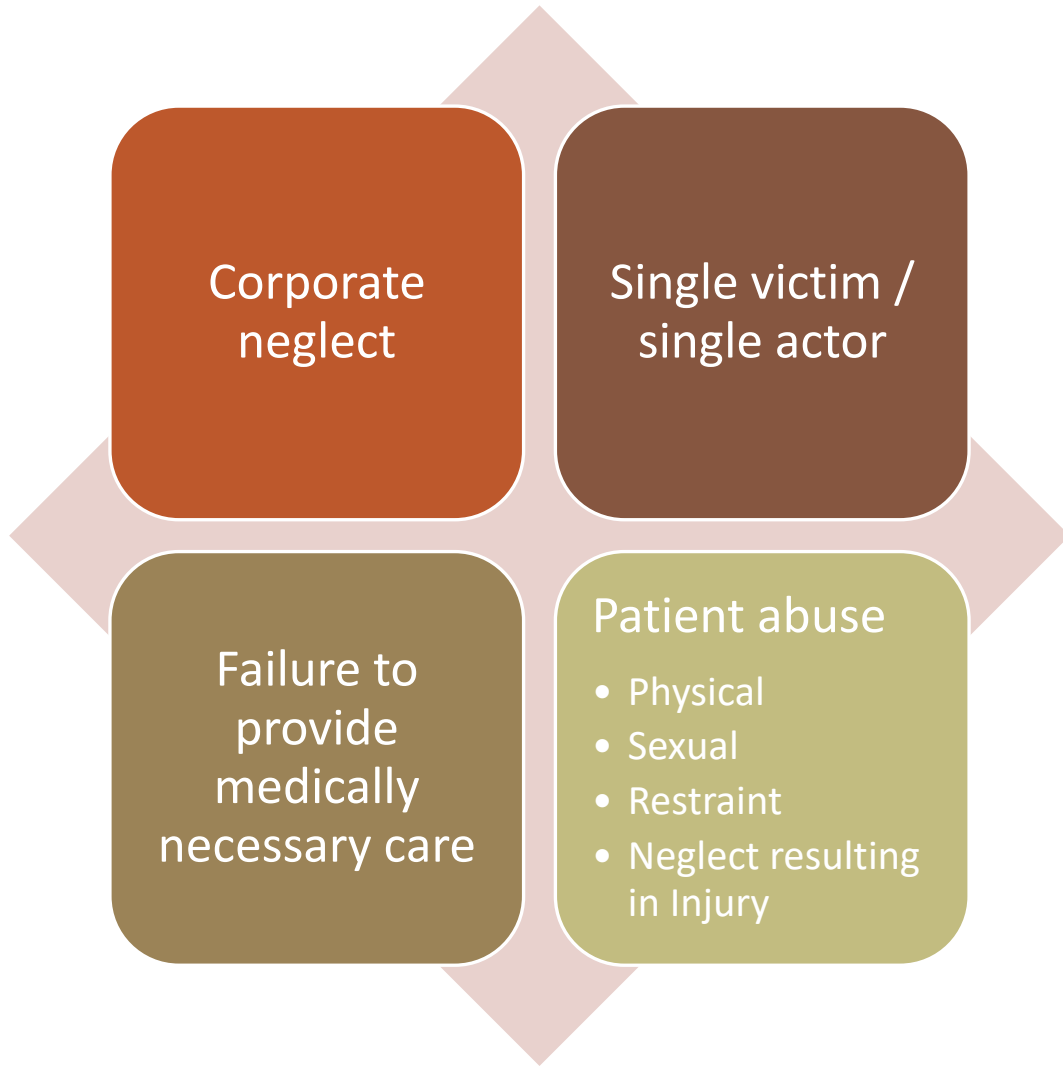 Corporate
neglect
Single victim /
single actor
Failure to
provide
medically
necessary care
Patient abuse
• Physical
• Sexual
• Restraint
• Neglect resulting
in Injury